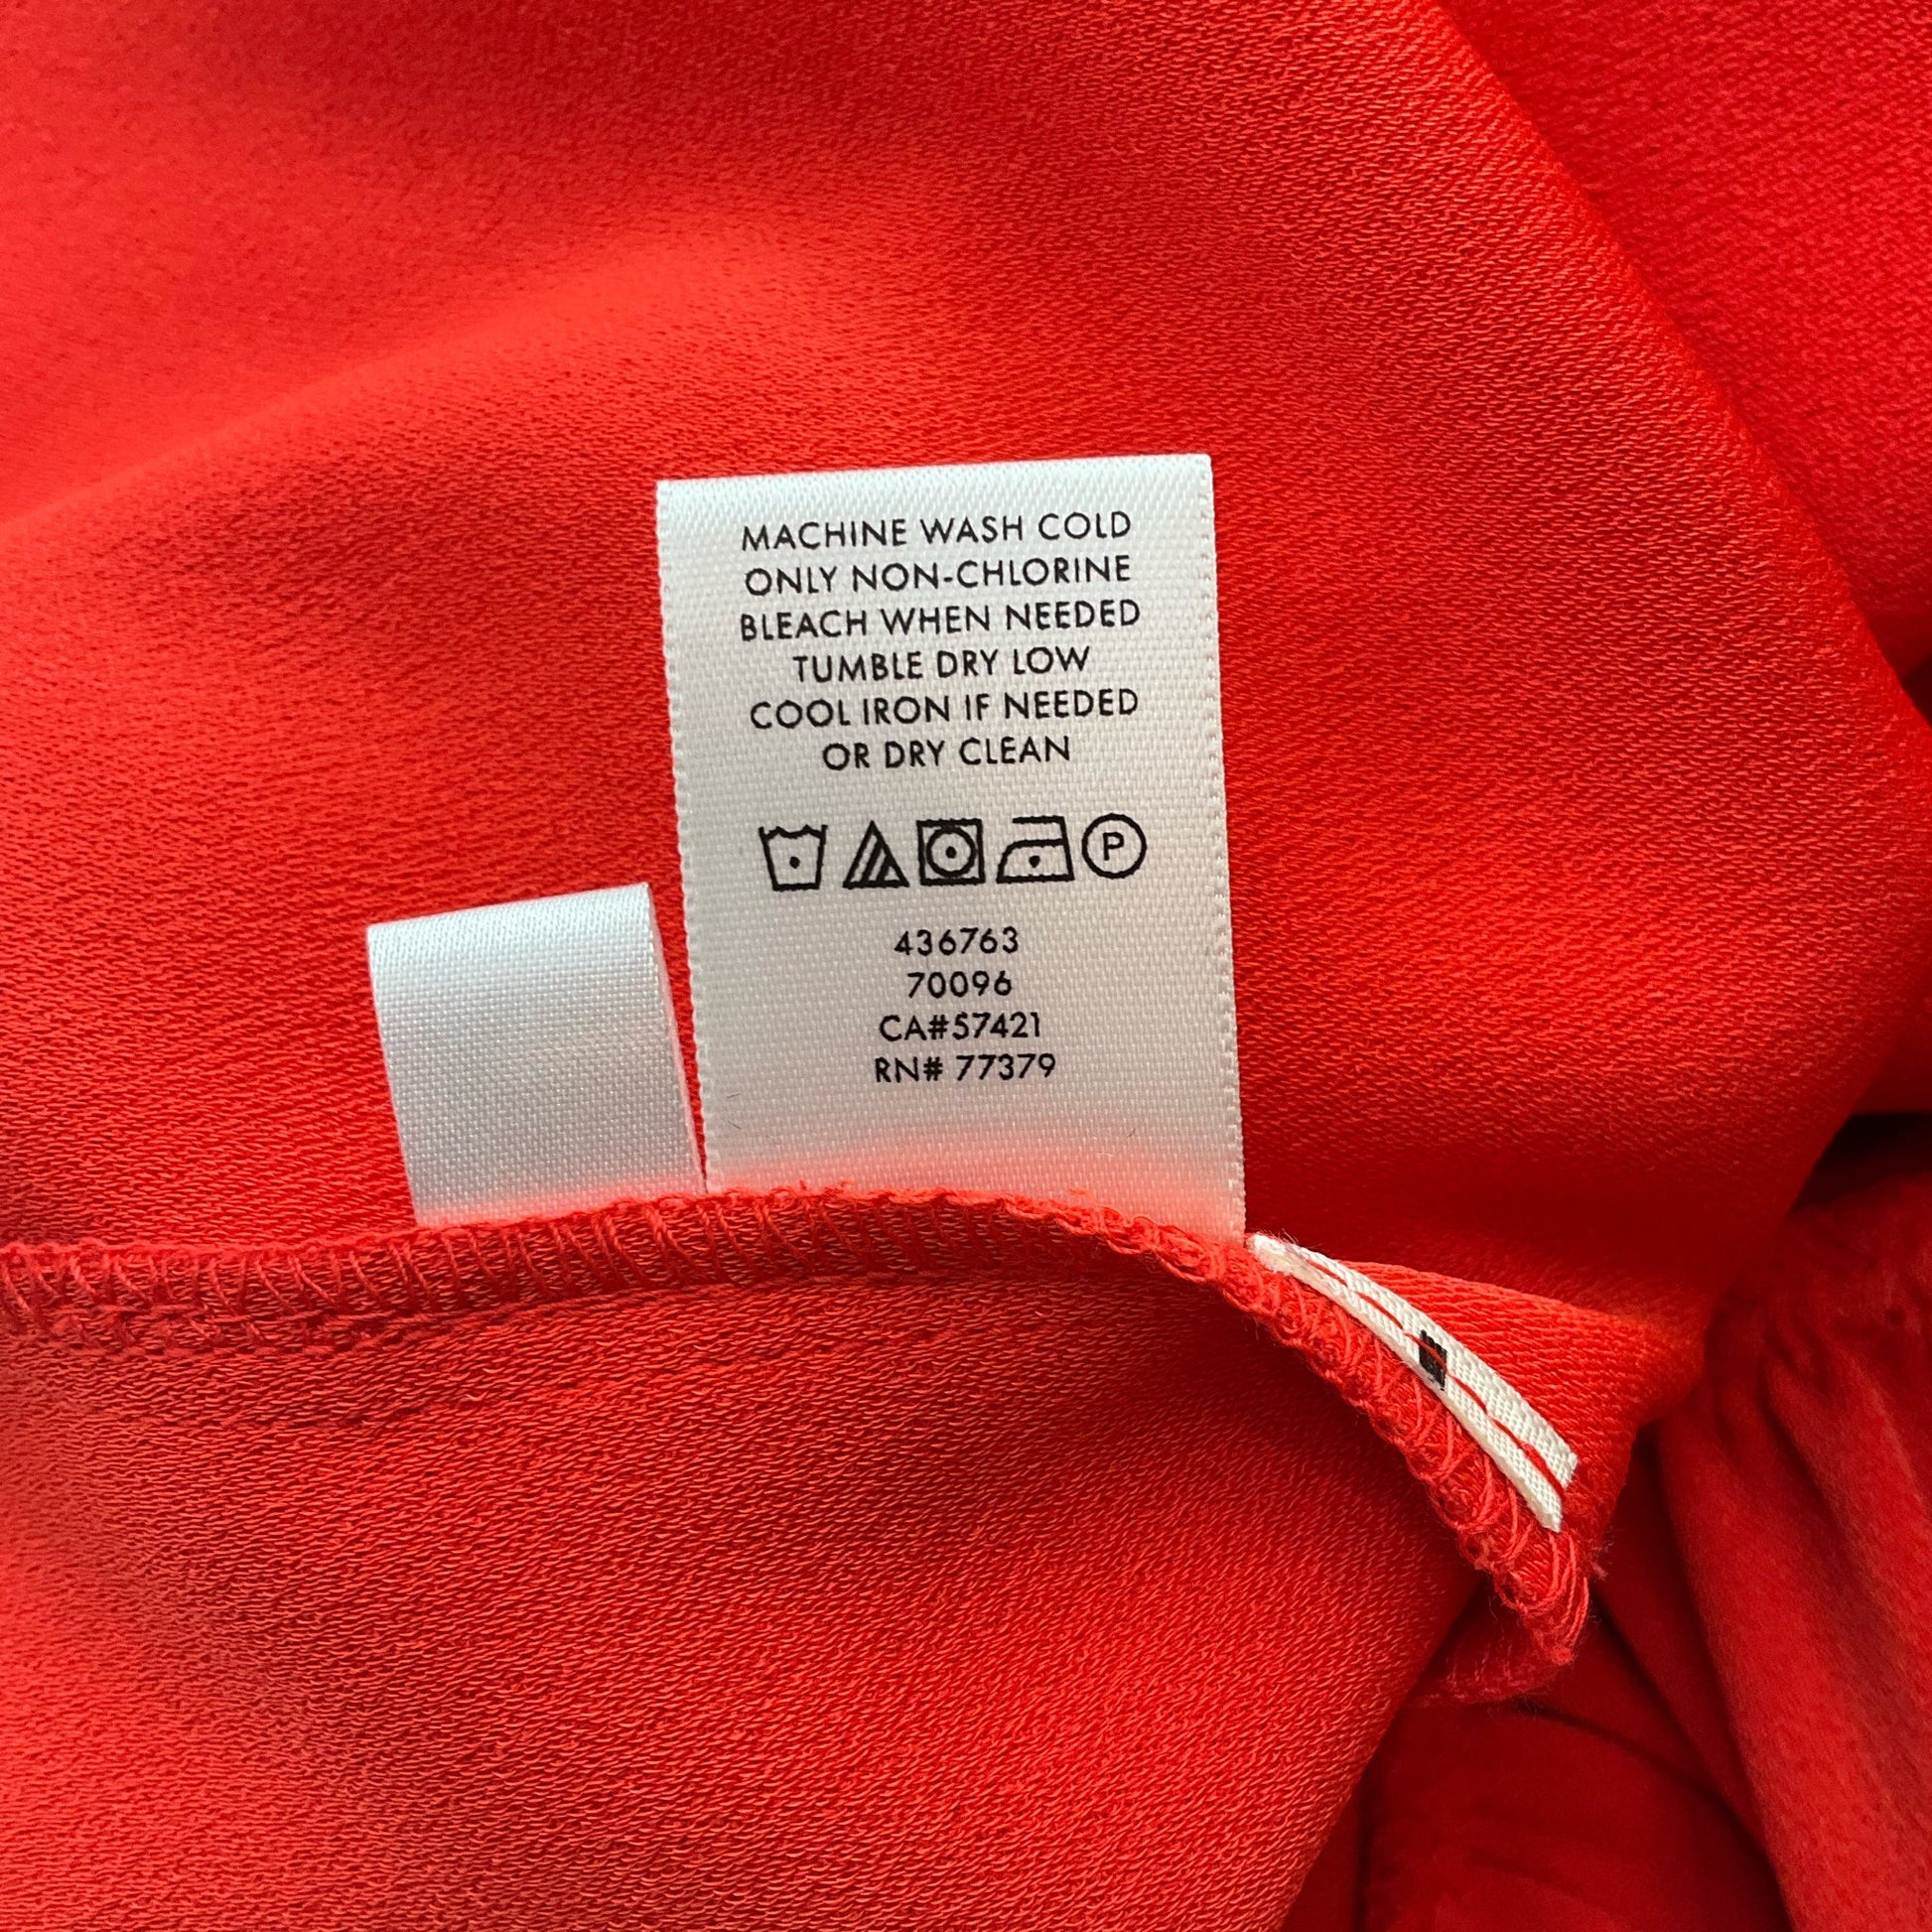 MACHINE WASH COLD
ONLY NON-CHLORINE
BLEACH WHEN NEEDED
TUMBLE DRY LOW
COOL IRON IF NEEDED
OR DRY CLEAN
P
436763
70096
CA#57421
RN# 77379